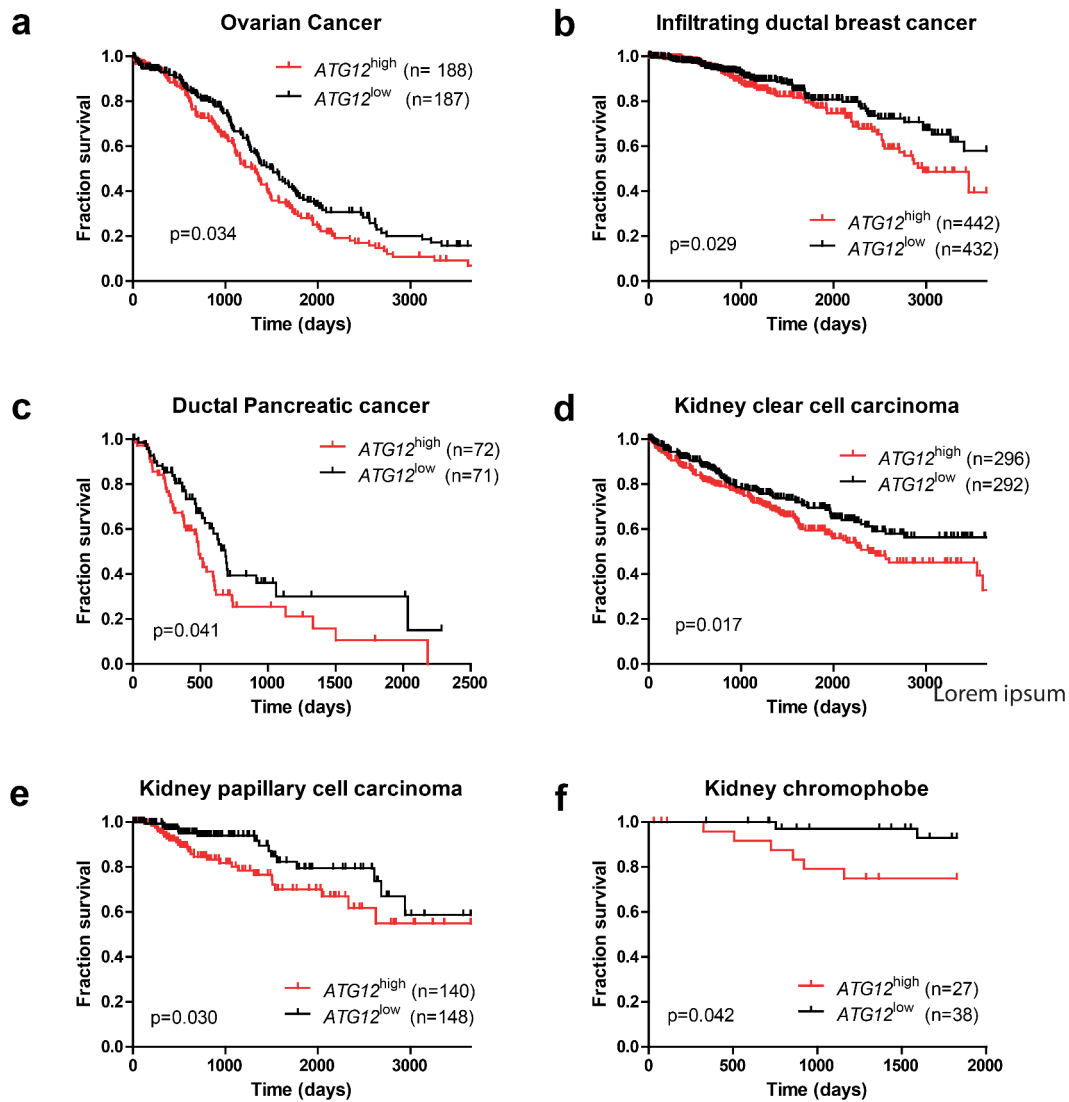 a
Ovarian Cancer
ATG12high (n= 188)
ATG12low (n=187)
p=0.034
Fraction survival
1.0
0.8
0.6
0.4
0.2
0.0
0 1000 2000 3000
Time (days)
b
Infiltrating ductal breast cancer
ATG12high (n=442)
ATG12low (n=432)
p=0.029
Fraction survival
1.0
0.8
0.6
0.4
0.2
0.0
0 1000 2000 3000
Time (days)
c
Ductal Pancreatic cancer
ATG12high (n=72)
ATG12low (n=71)
p=0.041
Fraction survival
1.0
0.8
0.6
0.4
0.2
0.0
0 500 1000 1500 2000 2500
Time (days)
d
Kidney clear cell carcinoma
ATG12high (n=296)
ATG12low (n=292)
p=0.017
Fraction survival
1.0
0.8
0.6
0.4
0.2
0.0
0 1000 2000 3000
Lorem ipsum
Time (days)
e
Kidney papillary cell carcinoma
ATG12high (n=140)
ATG12low (n=148)
p=0.030
Fraction survival
1.0
0.8
0.6
0.4
0.2
0.0
0 1000 2000 3000
Time (days)
f
Kidney chromophobe
ATG12high (n=27)
ATG12low (n=38)
p=0.042
Fraction survival
1.0
0.8
0.6
0.4
0.2
0.0
0 500 1000 1500 2000
Time (days)